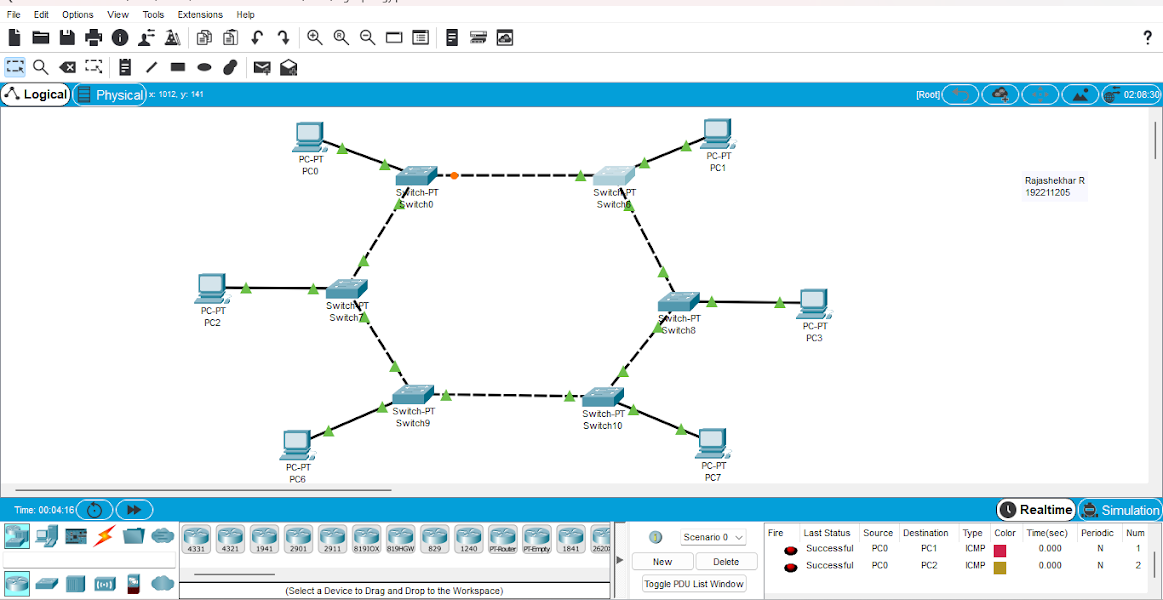 File Edit Options View Tools Extensions Help
?
Logical Physical x: 1012, y: 141 [Root] 02:08:30
PC-PT
PC0
PC-PT
PC1
Switch-PT
Switch0
Switch-PT
Rajashekhar R
192211205
PC-PT
PC2
Switch-PT
Switch7
Switch-PT
Switch8
PC-PT
PC3
Switch-PT
Switch9
Switch-PT
Switch10
PC-PT
PC6
PC-PT
PC7
Time: 00:04:16 Realtime Simulation
4331 4321 1941 2901 2911 819IOX 819HGW 829 1240 PT-Router PT-Empty 1841 2620X
(Select a Device to Drag and Drop to the Workspace)
Scenario 0
New Delete
Toggle PDU List Window
Fire Last Status Source Destination Type Color Time(sec) Periodic Num
Successful PC0 PC1 ICMP 0.000 N 1
Successful PC0 PC2 ICMP 0.000 N 2